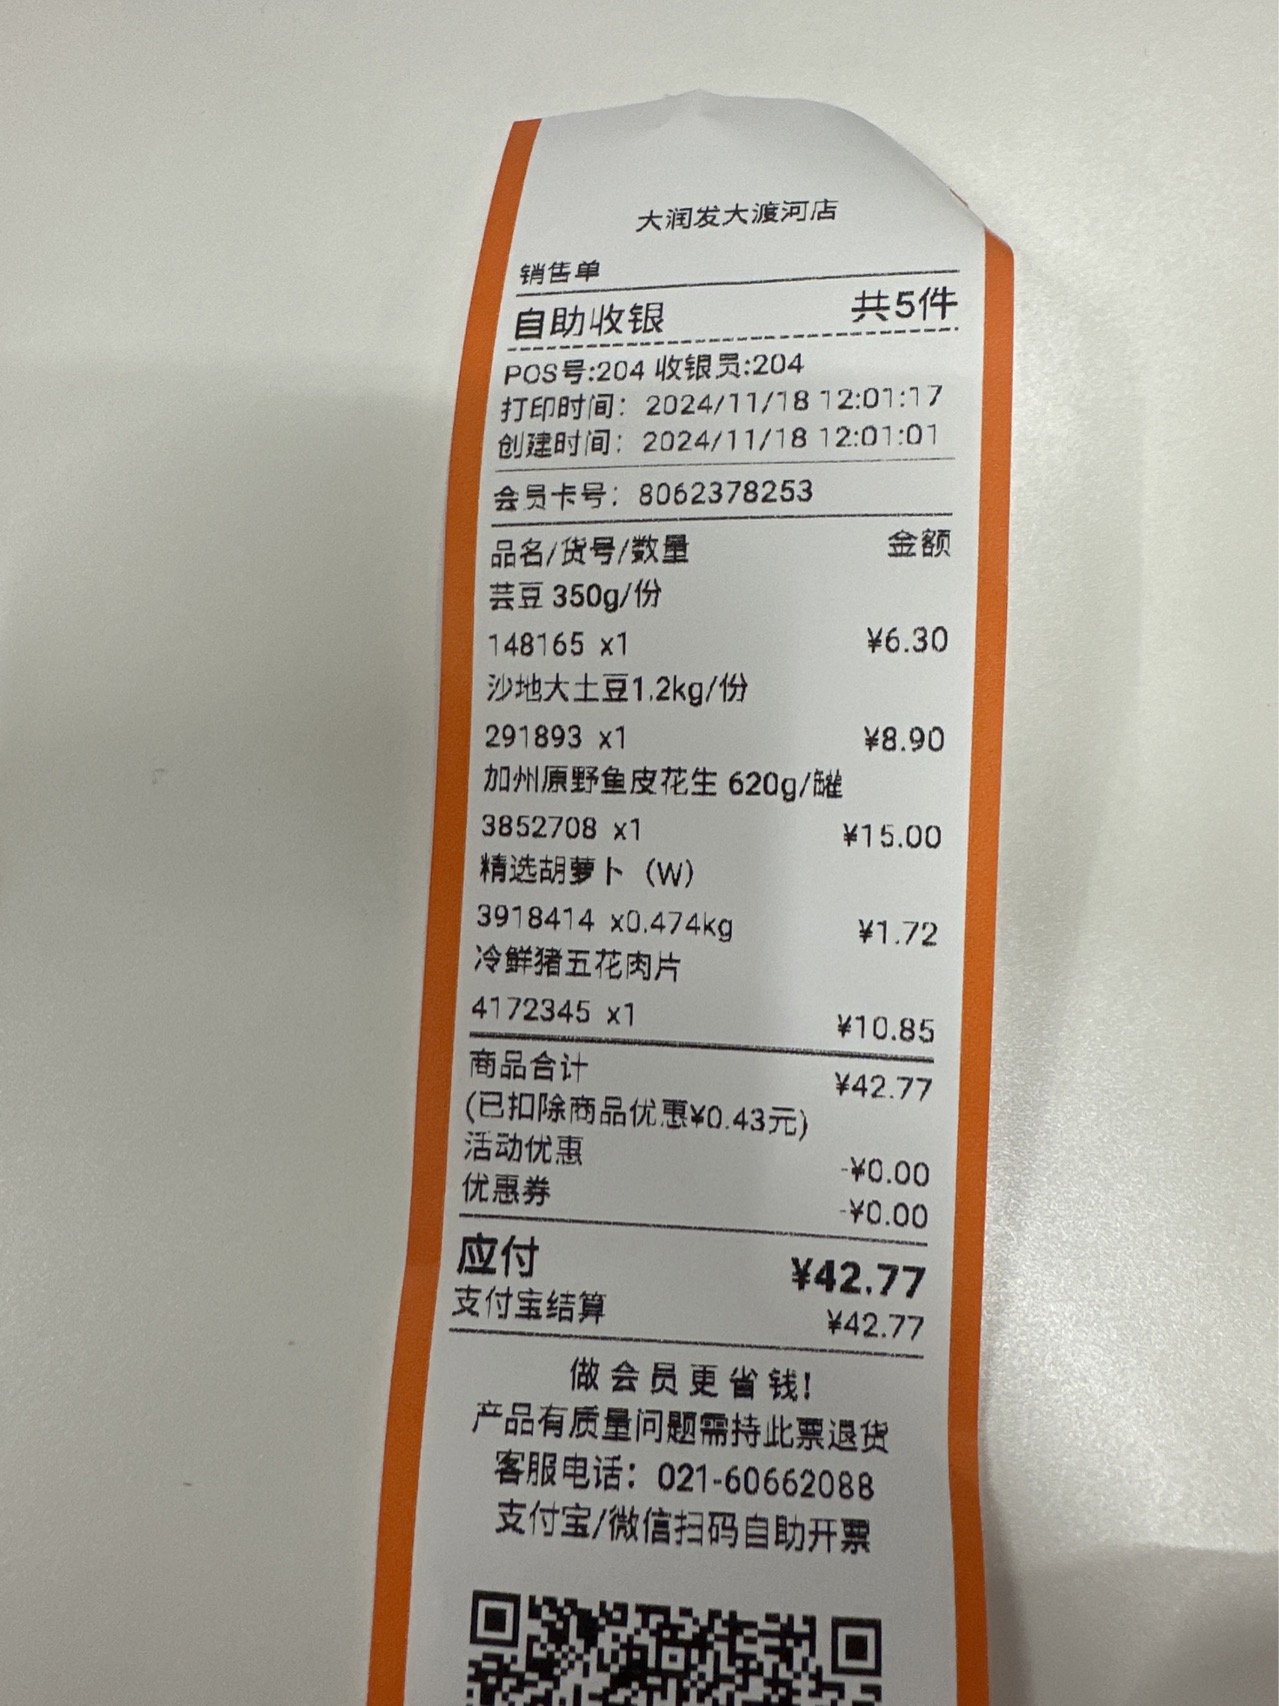 大润发大渡河店
销售单
自助收银 共5件
POS号:204 收银员:204
打印时间：2024/11/18 12:01:17
创建时间：2024/11/18 12:01:01
会员卡号：8062378253
品名/货号/数量 金额
芸豆 350g/份
148165 x1 ¥6.30
沙地大土豆1.2kg/份
291893 x1 ¥8.90
加州原野鱼皮花生 620g/罐
3852708 x1 ¥15.00
精选胡萝卜（W）
3918414 x0.474kg ¥1.72
冷鲜猪五花肉片
4172345 x1 ¥10.85
商品合计 ¥42.77
(已扣除商品优惠¥0.43元)
活动优惠 -¥0.00
优惠券 -¥0.00
应付 ¥42.77
支付宝结算 ¥42.77
做会员更省钱!
产品有质量问题需持此票退货
客服电话：021-60662088
支付宝/微信扫码自助开票